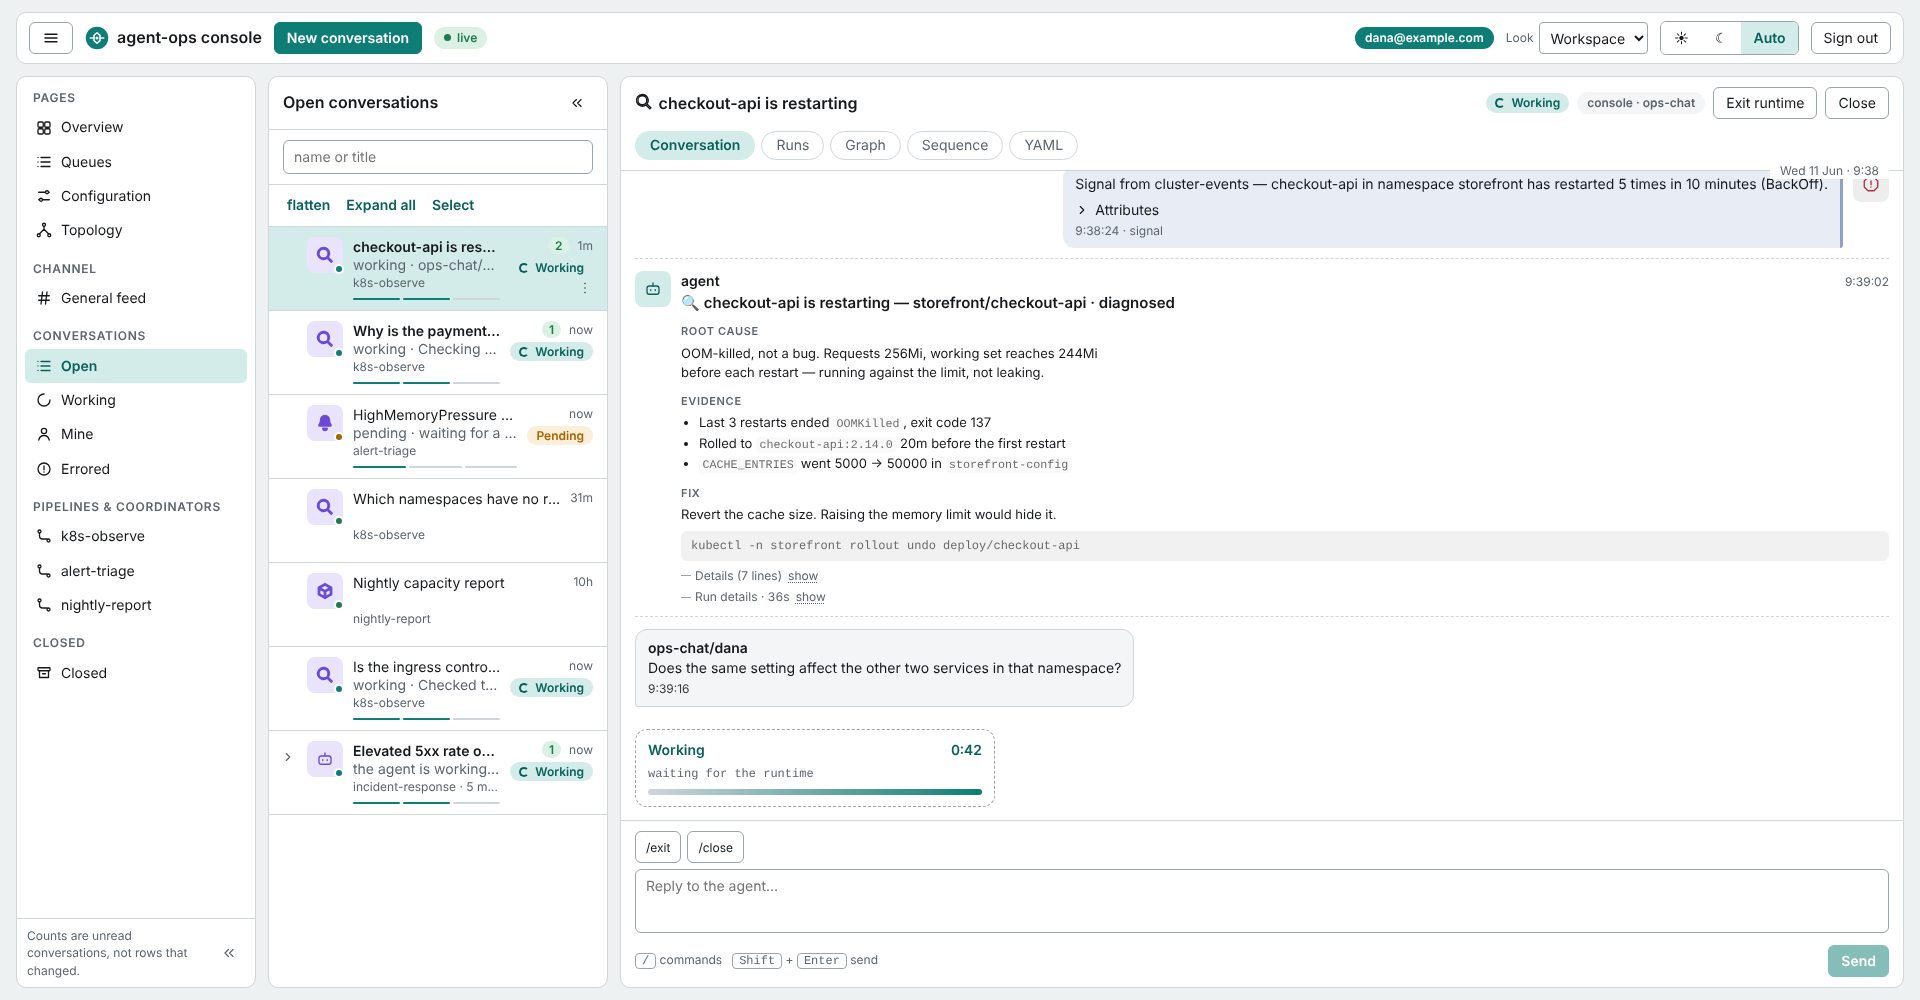 agent-ops console
New conversation
live
dana@example.com
Look
Workspace
Auto
Sign out
PAGES
Overview
Queues
Configuration
Topology
CHANNEL
General feed
CONVERSATIONS
Open
Working
Mine
Errored
PIPELINES & COORDINATORS
k8s-observe
alert-triage
nightly-report
CLOSED
Closed
Counts are unread
conversations, not rows that
changed.
Open conversations
name or title
flatten Expand all Select
checkout-api is res... 2 1m
working · ops-chat/... Working
k8s-observe
Why is the payment... 1 now
working · Checking ... Working
k8s-observe
HighMemoryPressure ... now
pending · waiting for a ... Pending
alert-triage
Which namespaces have no r... 31m
k8s-observe
Nightly capacity report 10h
nightly-report
Is the ingress contro... now
working · Checked t... Working
k8s-observe
Elevated 5xx rate o... 1 now
the agent is working... Working
incident-response · 5 m...
checkout-api is restarting
Working
console · ops-chat
Exit runtime
Close
Conversation Runs Graph Sequence YAML
Wed 11 Jun · 9:38
Signal from cluster-events — checkout-api in namespace storefront has restarted 5 times in 10 minutes (BackOff).
Attributes
9:38:24 · signal
agent 9:39:02
🔍 checkout-api is restarting — storefront/checkout-api · diagnosed
ROOT CAUSE
OOM-killed, not a bug. Requests 256Mi, working set reaches 244Mi
before each restart — running against the limit, not leaking.
EVIDENCE
• Last 3 restarts ended OOMKilled, exit code 137
• Rolled to checkout-api:2.14.0 20m before the first restart
• CACHE_ENTRIES went 5000 → 50000 in storefront-config
FIX
Revert the cache size. Raising the memory limit would hide it.
kubectl -n storefront rollout undo deploy/checkout-api
— Details (7 lines) show
— Run details · 36s show
ops-chat/dana
Does the same setting affect the other two services in that namespace?
9:39:16
Working 0:42
waiting for the runtime
/exit /close
Reply to the agent...
/ commands Shift + Enter send
Send